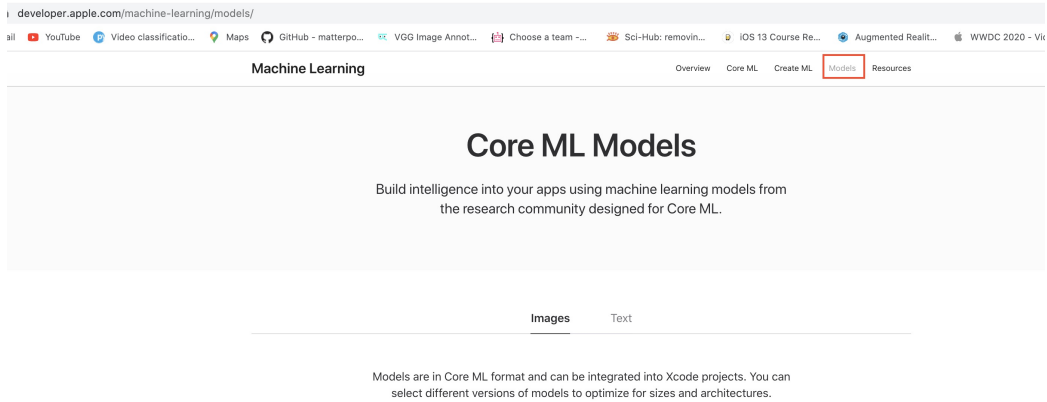 developer.apple.com/machine-learning/models/
ail YouTube Video classificatio... Maps GitHub - matterpo... VGG Image Annot... Choose a team -... Sci-Hub: removin... iOS 13 Course Re... Augmented Realit... WWDC 2020 - Vid
Machine Learning Overview Core ML Create ML Models Resources
Core ML Models
Build intelligence into your apps using machine learning models from
the research community designed for Core ML.
Images Text
Models are in Core ML format and can be integrated into Xcode projects. You can
select different versions of models to optimize for sizes and architectures.